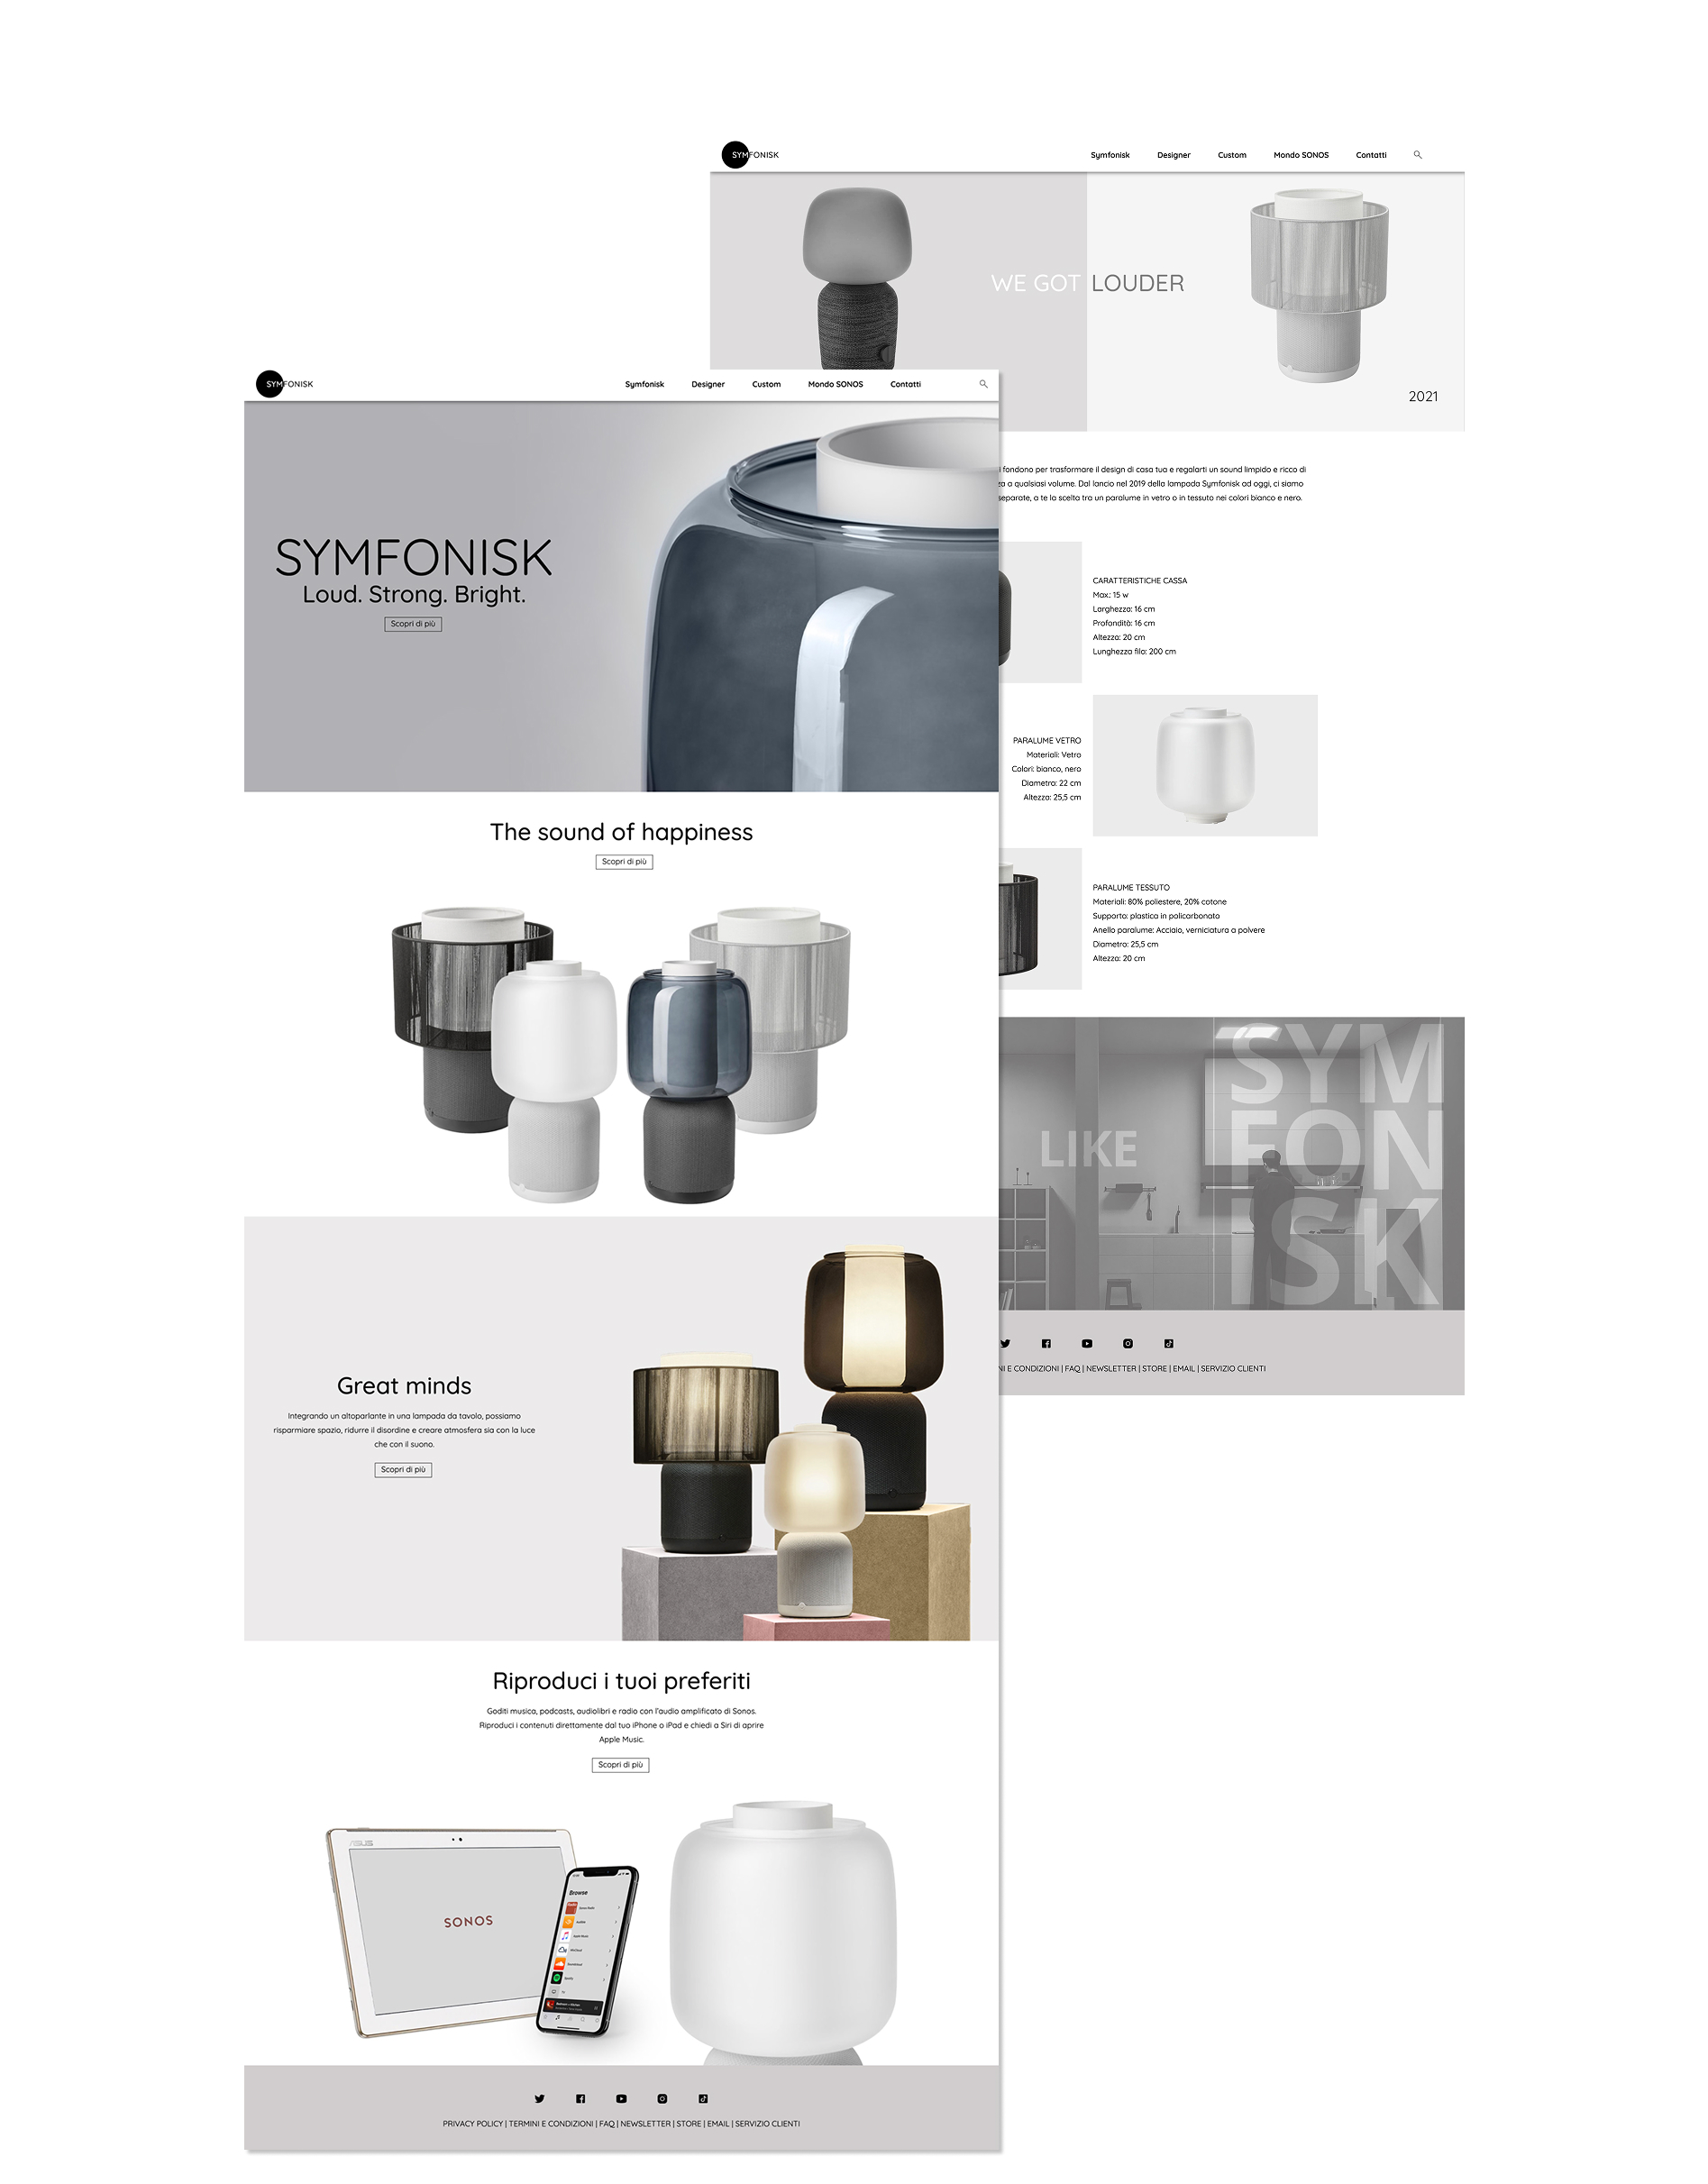 SYMFONISK
Symfonisk Designer Custom Mondo SONOS Contatti
WE GOT LOUDER
2021
fondono per trasformare il design di casa tua e regalarti un sound limpido e ricco di
a qualsiasi volume. Dal lancio nel 2019 della lampada Symfonisk ad oggi, ci siamo
separate, a te la scelta tra un paralume in vetro o in tessuto nei colori bianco e nero.
CARATTERISTICHE CASSA
Max.: 15 w
Larghezza: 16 cm
Profondità: 16 cm
Altezza: 20 cm
Lunghezza filo: 200 cm
PARALUME VETRO
Materiali: Vetro
Colori: bianco, nero
Diametro: 22 cm
Altezza: 25,5 cm
PARALUME TESSUTO
Materiali: 80% poliestere, 20% cotone
Supporto: plastica in policarbonato
Anello paralume: Acciaio, verniciatura a polvere
Diametro: 25,5 cm
Altezza: 20 cm
LIKE
SYM
FON
ISK
E CONDIZIONI | FAQ | NEWSLETTER | STORE | EMAIL | SERVIZIO CLIENTI
SYMFONISK
Symfonisk Designer Custom Mondo SONOS Contatti
SYMFONISK
Loud. Strong. Bright.
Scopri di più
The sound of happiness
Scopri di più
Great minds
Integrando un altoparlante in una lampada da tavolo, possiamo
risparmiare spazio, ridurre il disordine e creare atmosfera sia con la luce
che con il suono.
Scopri di più
Riproduci i tuoi preferiti
Goditi musica, podcasts, audiolibri e radio con l'audio amplificato di Sonos.
Riproduci i contenuti direttamente dal tuo iPhone o iPad e chiedi a Siri di aprire
Apple Music.
Scopri di più
ASUS
SONOS
Browse
PRIVACY POLICY | TERMINI E CONDIZIONI | FAQ | NEWSLETTER | STORE | EMAIL | SERVIZIO CLIENTI